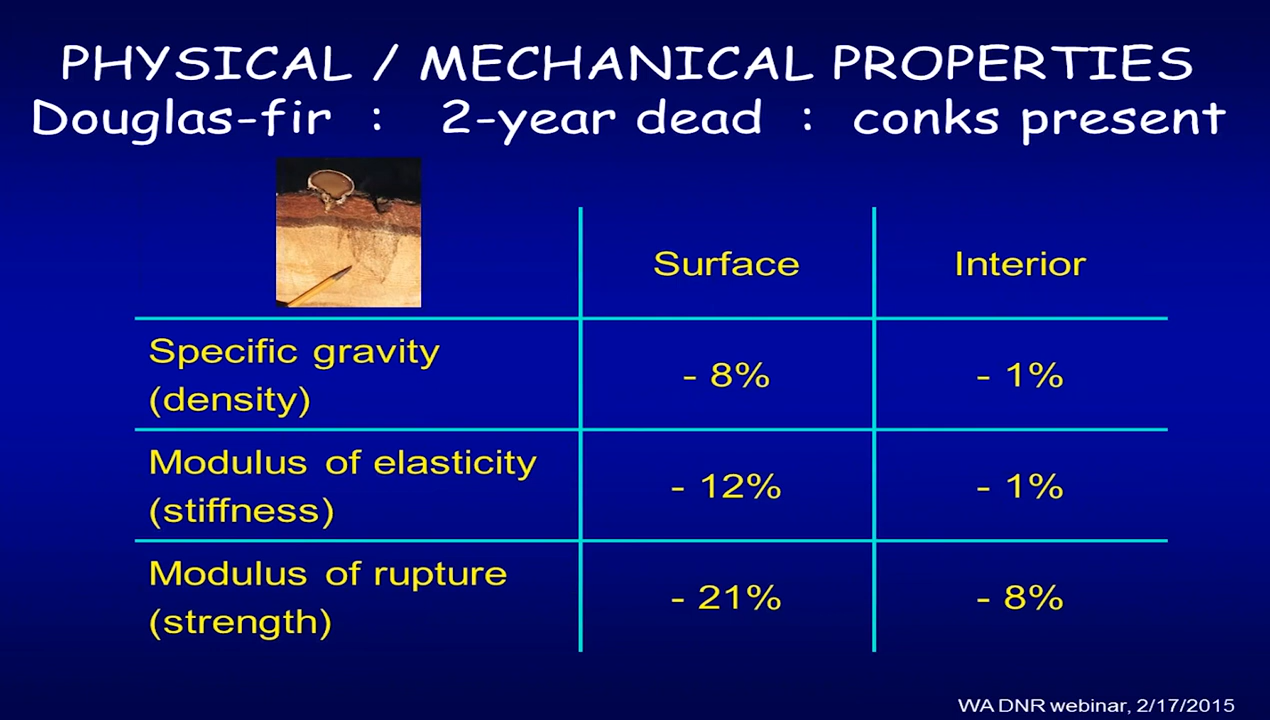 PHYSICAL / MECHANICAL PROPERTIES
Douglas-fir : 2-year dead : conks present
Surface Interior
Specific gravity
(density)
- 8% - 1%
Modulus of elasticity
(stiffness)
- 12% - 1%
Modulus of rupture
(strength)
- 21% - 8%
WA DNR webinar, 2/17/2015